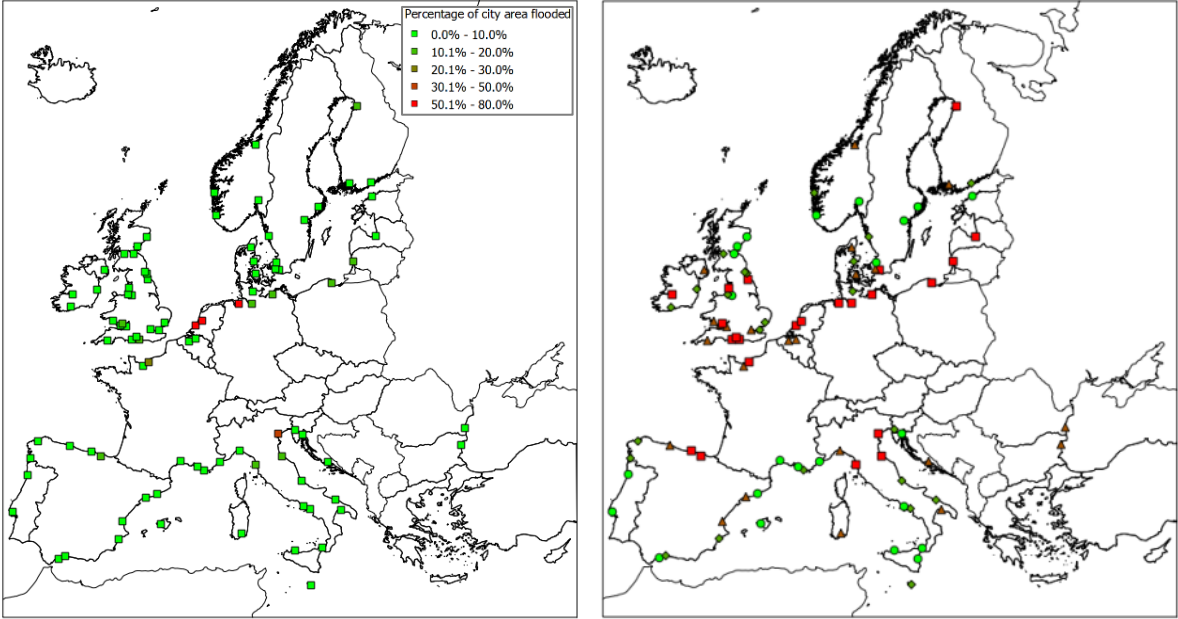 Percentage of city area flooded
0.0% - 10.0%
10.1% - 20.0%
20.1% - 30.0%
30.1% - 50.0%
50.1% - 80.0%